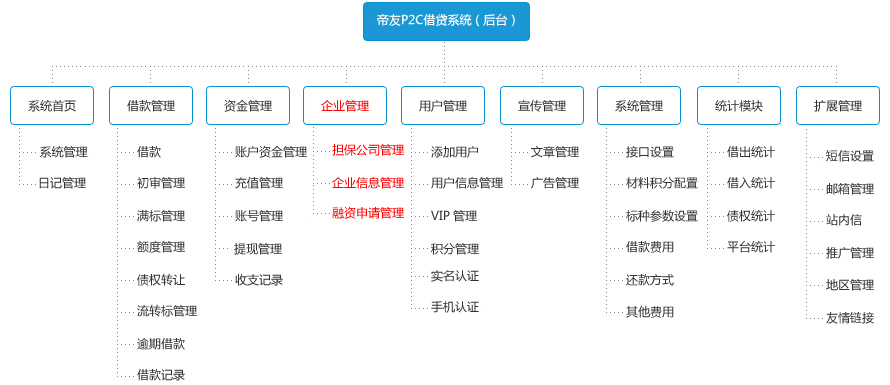 帝友P2C借贷系统（后台）
系统首页
系统管理
日记管理
借款管理
借款
初审管理
满标管理
额度管理
债权转让
流转标管理
逾期借款
借款记录
资金管理
账户资金管理
充值管理
账号管理
提现管理
收支记录
企业管理
担保公司管理
企业信息管理
融资申请管理
用户管理
添加用户
用户信息管理
VIP 管理
积分管理
实名认证
手机认证
宣传管理
文章管理
广告管理
系统管理
接口设置
材料积分配置
标种参数设置
借款费用
还款方式
其他费用
统计模块
借出统计
借入统计
债权统计
平台统计
扩展管理
短信设置
邮箱管理
站内信
推广管理
地区管理
友情链接